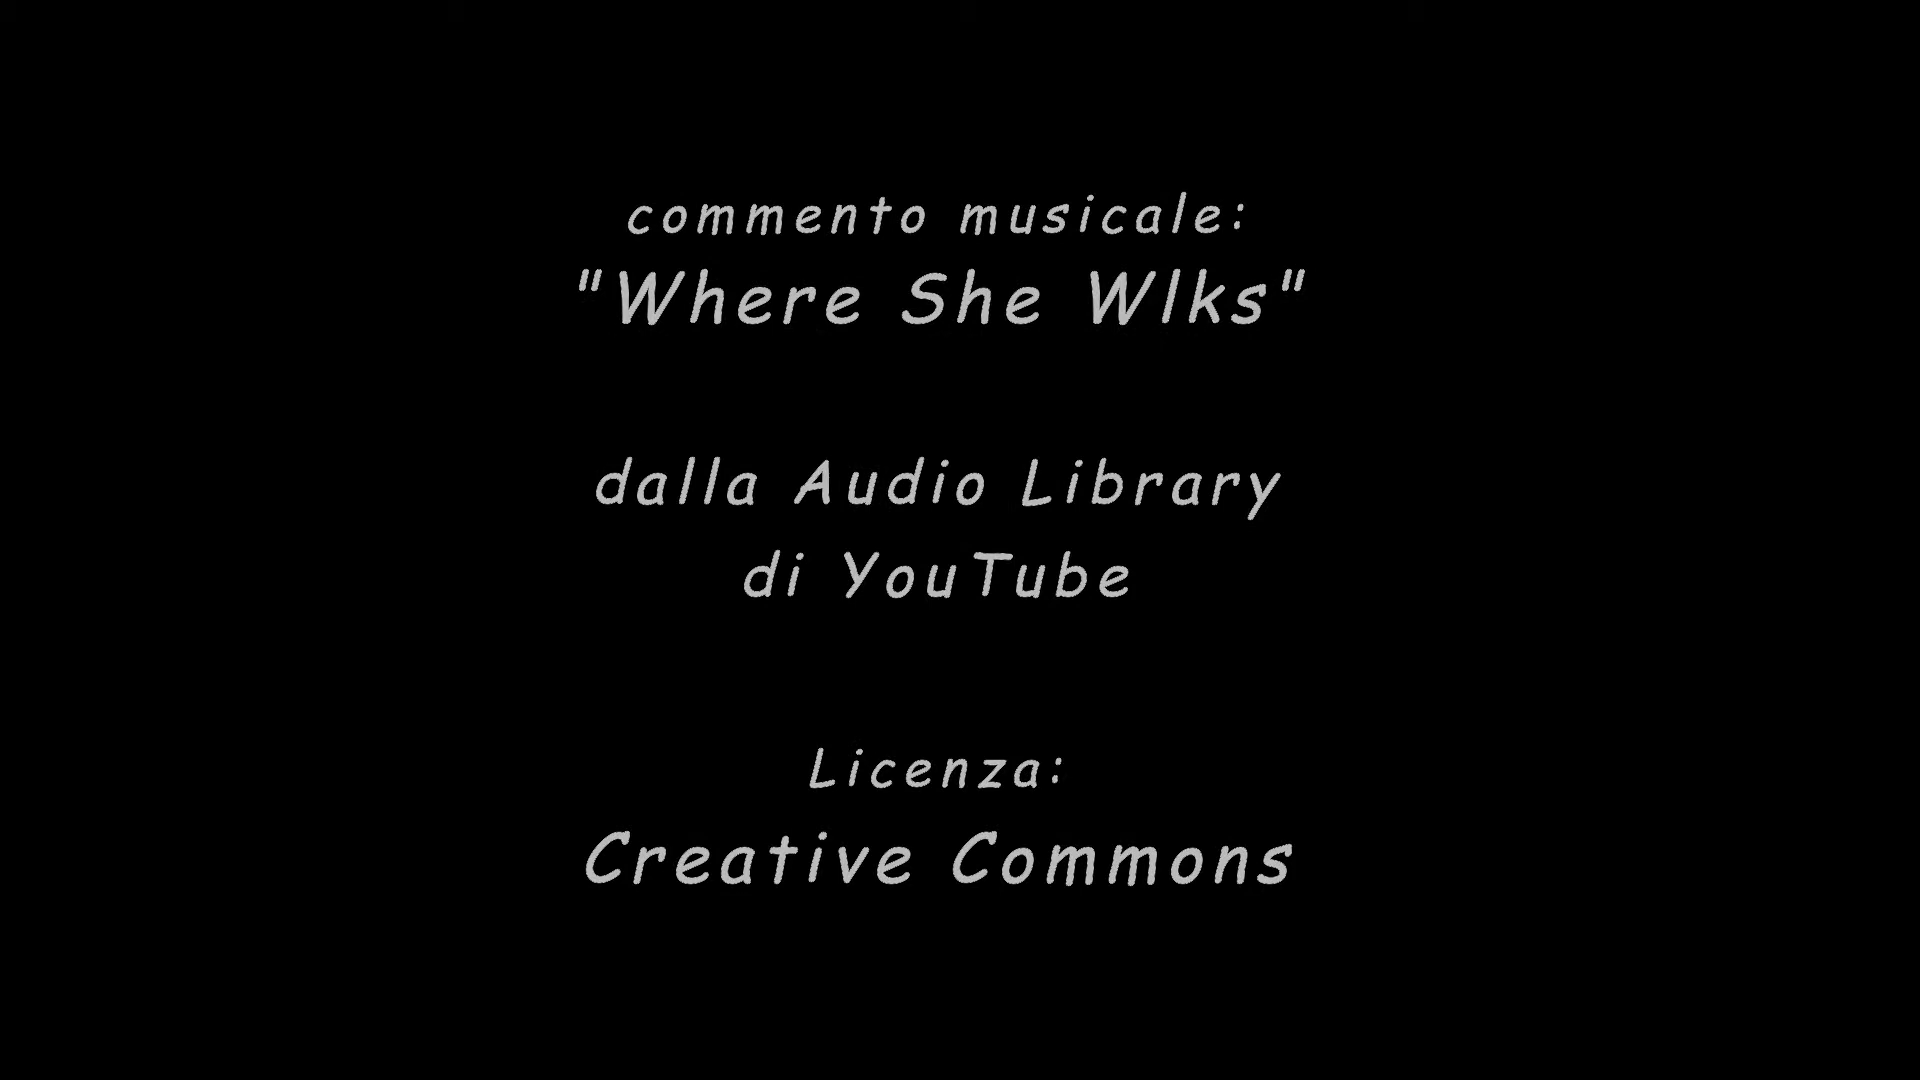 commento musicale:
"Where She Wlks"
dalla Audio Library
di YouTube
Licenza:
Creative Commons